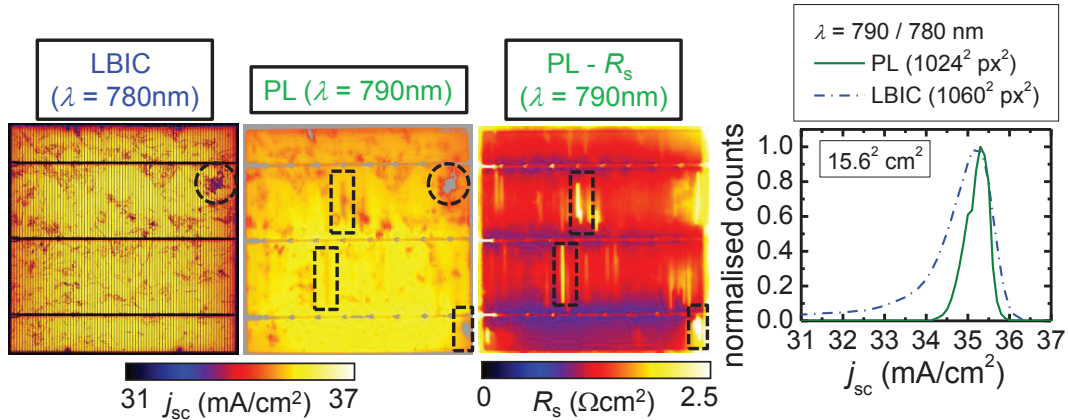 LBIC
(λ = 780nm)
PL (λ = 790nm)
PL - Rs
(λ = 790nm)
31 jsc (mA/cm²) 37
0 Rs (Ωcm²) 2.5
λ = 790 / 780 nm
PL (1024² px²)
LBIC (1060² px²)
15.6² cm²
normalised counts
1.0
0.8
0.6
0.4
0.2
0.0
31 32 33 34 35 36 37
jsc (mA/cm²)